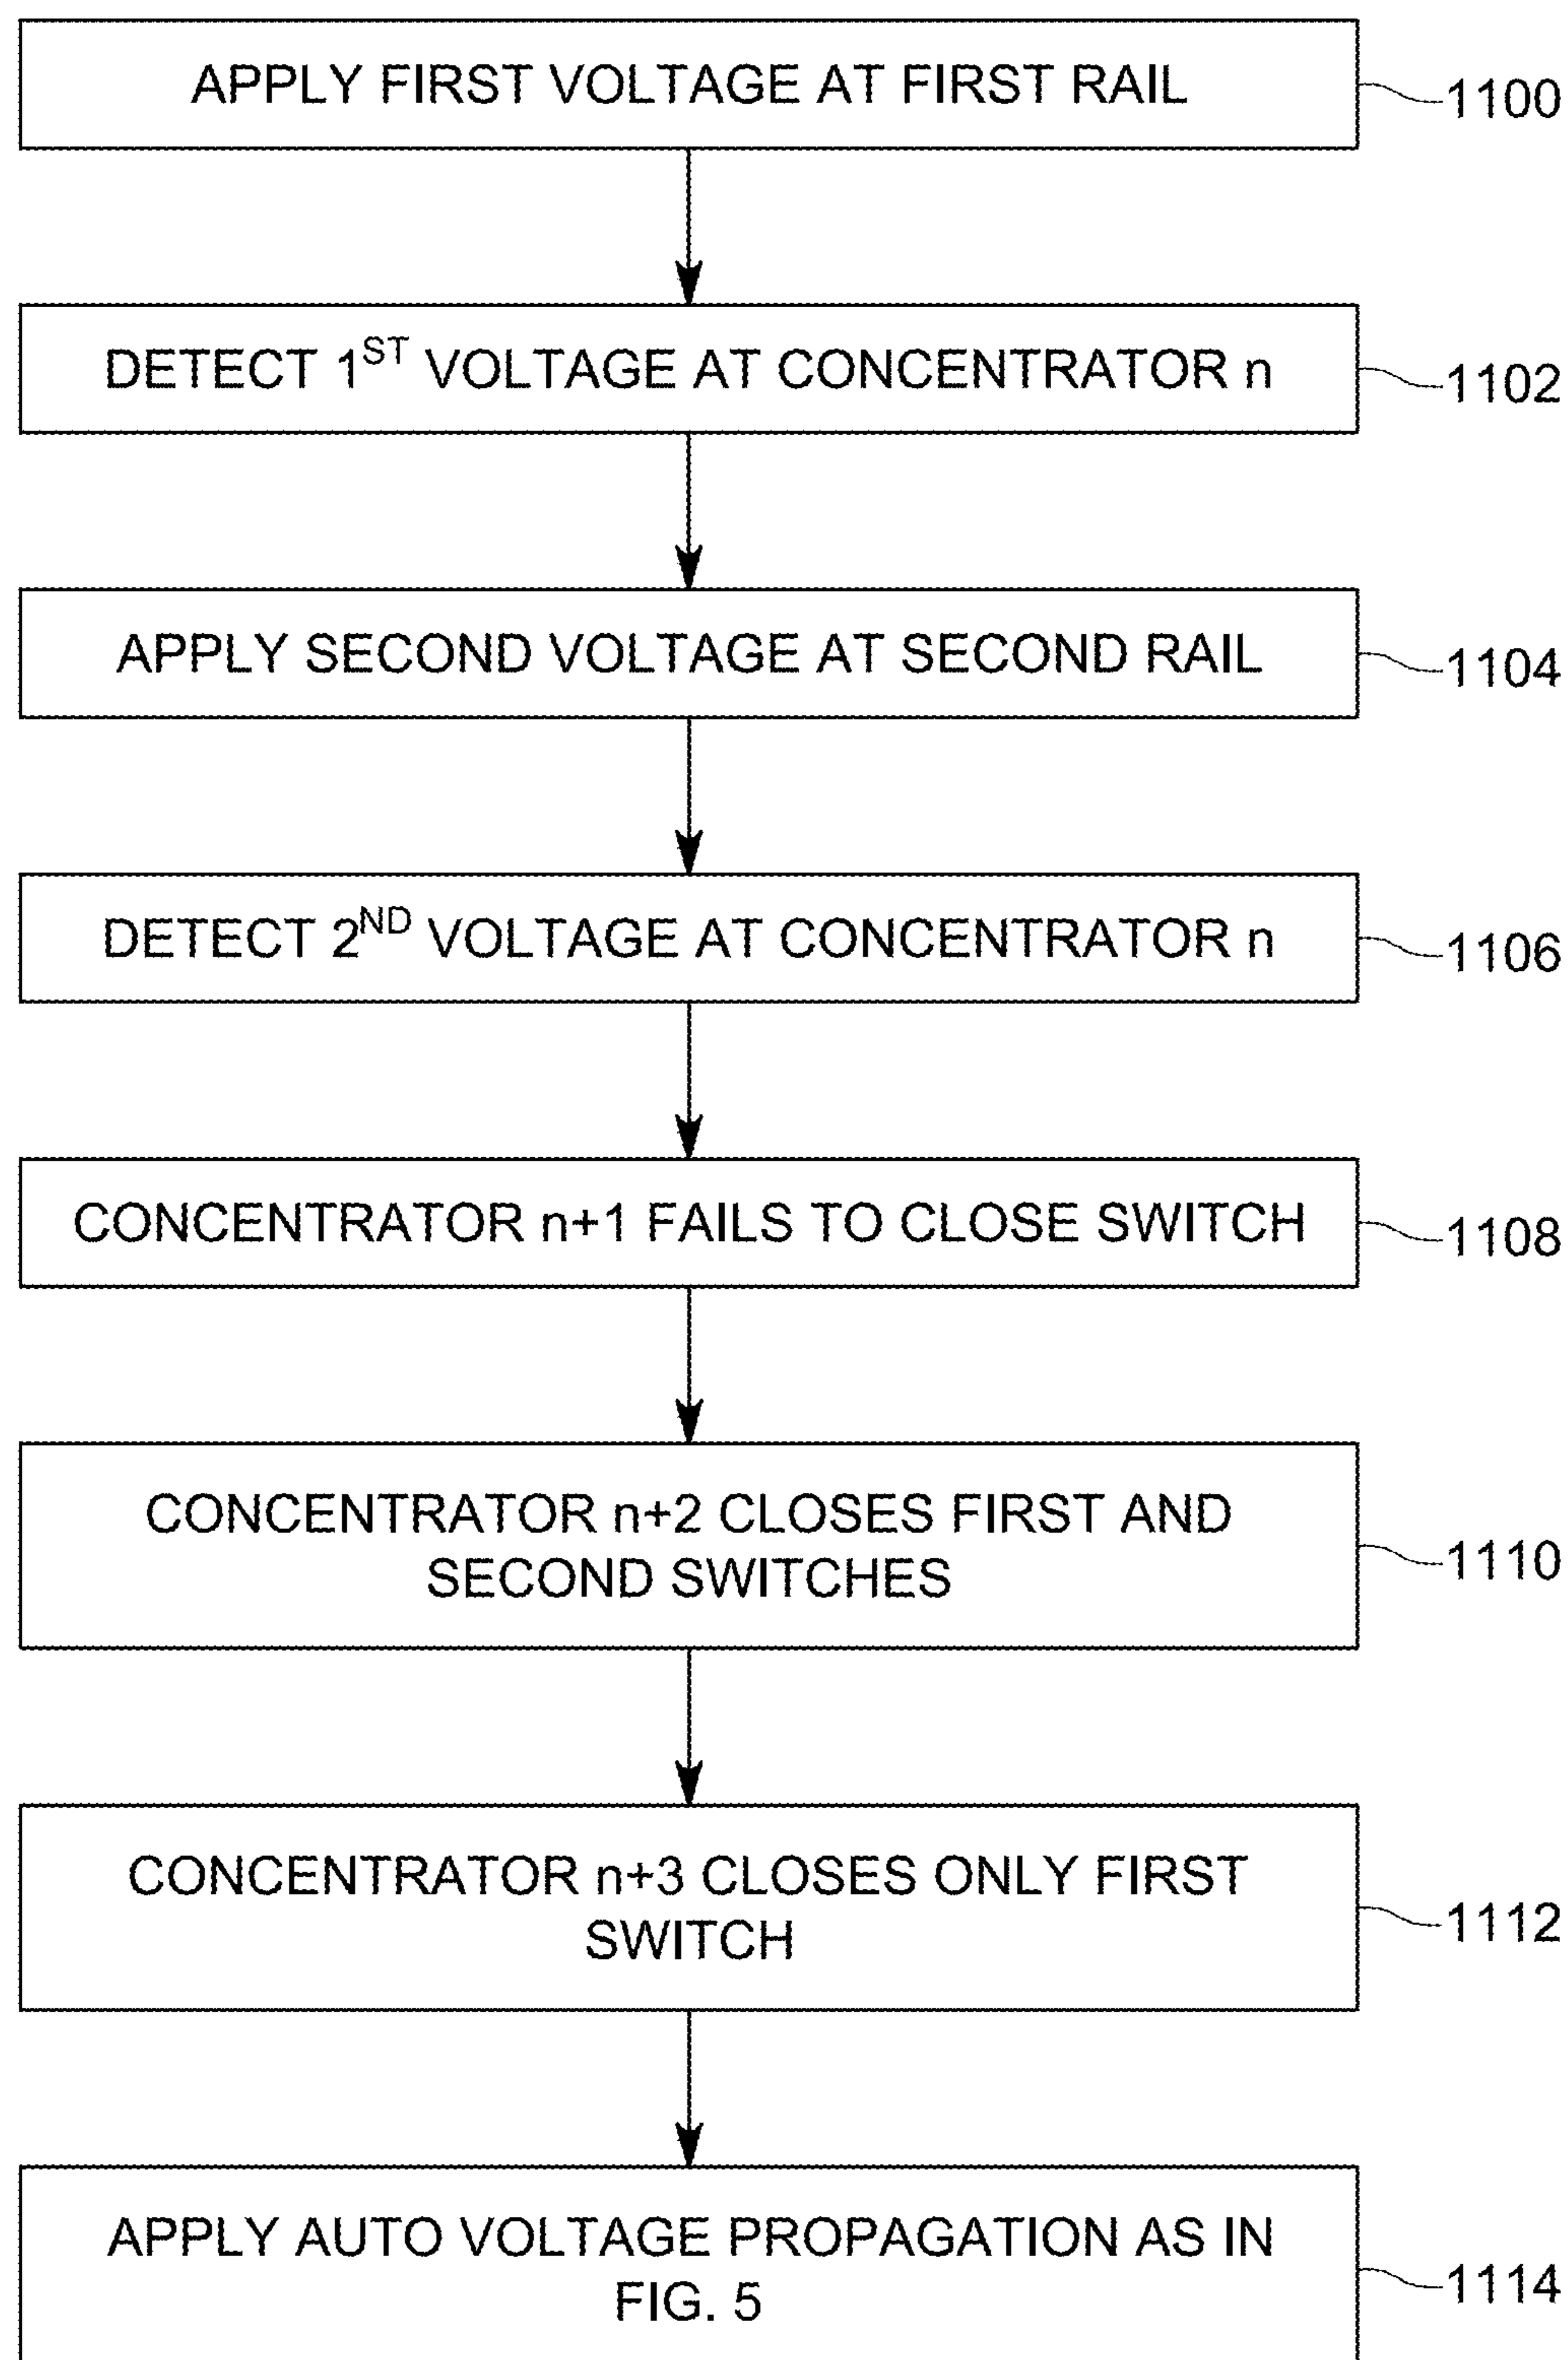 APPLY FIRST VOLTAGE AT FIRST RAIL
1100
DETECT 1ST VOLTAGE AT CONCENTRATOR n
1102
APPLY SECOND VOLTAGE AT SECOND RAIL
1104
DETECT 2ND VOLTAGE AT CONCENTRATOR n
1106
CONCENTRATOR n+1 FAILS TO CLOSE SWITCH
1108
CONCENTRATOR n+2 CLOSES FIRST AND
SECOND SWITCHES
1110
CONCENTRATOR n+3 CLOSES ONLY FIRST
SWITCH
1112
APPLY AUTO VOLTAGE PROPAGATION AS IN
FIG. 5
1114